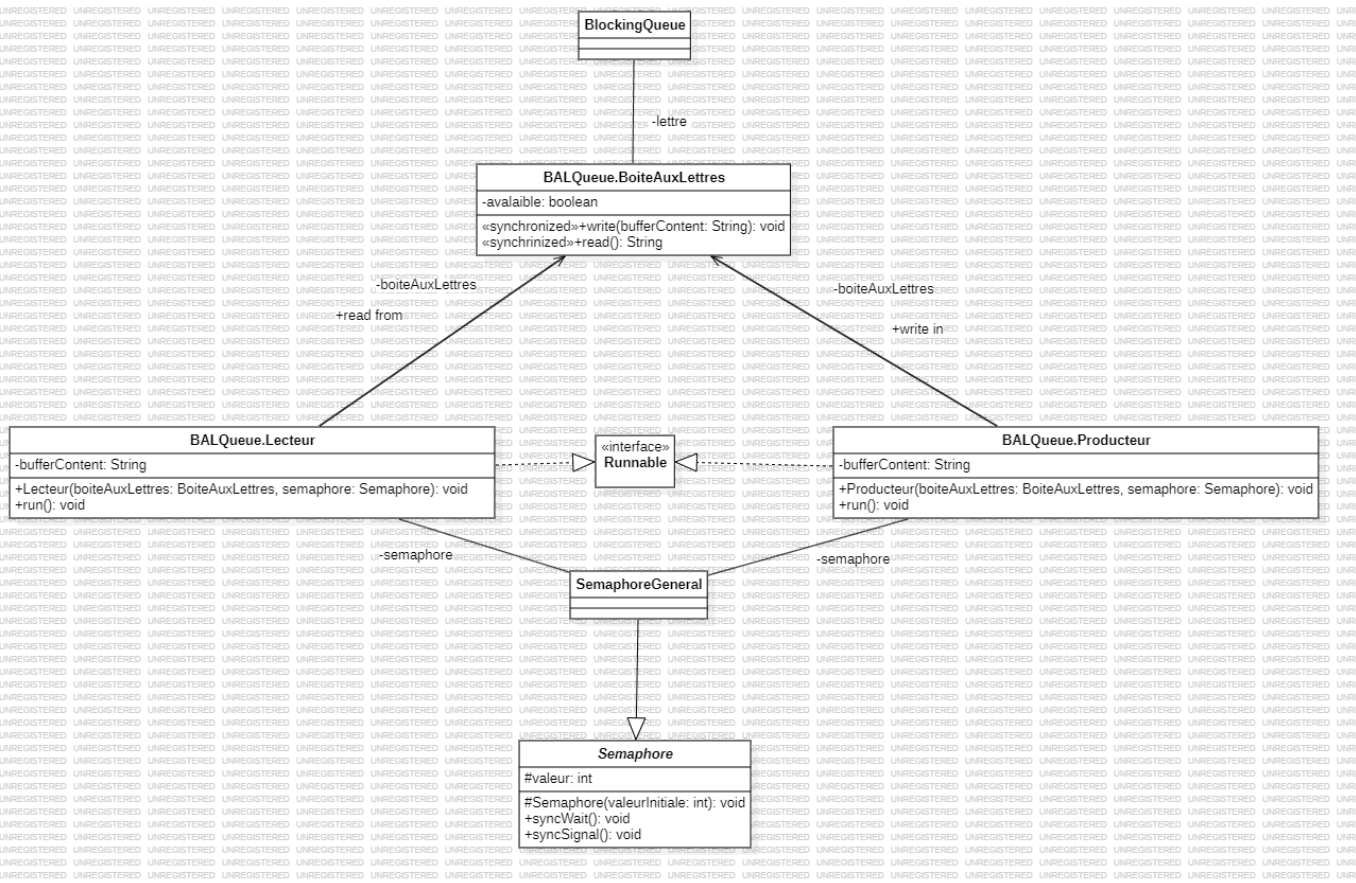 BlockingQueue
-lettre
BALQueue.BoiteAuxLettres
-avalaible: boolean
«synchronized»+write(bufferContent: String): void
«synchrinized»+read(): String
-boiteAuxLettres
+read from
-boiteAuxLettres
+write in
BALQueue.Lecteur
-bufferContent: String
+Lecteur(boiteAuxLettres: BoiteAuxLettres, semaphore: Semaphore): void
+run(): void
«interface»
Runnable
BALQueue.Producteur
-bufferContent: String
+Producteur(boiteAuxLettres: BoiteAuxLettres, semaphore: Semaphore): void
+run(): void
-semaphore
-semaphore
SemaphoreGeneral
Semaphore
#valeur: int
#Semaphore(valeurInitiale: int): void
+syncWait(): void
+syncSignal(): void
UNREGISTERED